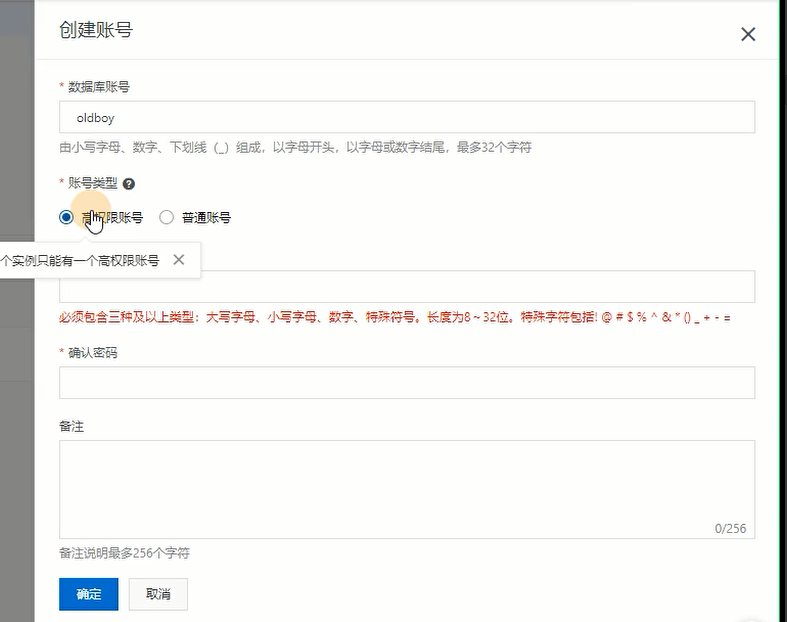 创建账号
* 数据库账号
oldboy
由小写字母、数字、下划线（_）组成，以字母开头，以字母或数字结尾，最多32个字符
* 账号类型 ?
高权限账号 普通账号
个实例只能有一个高权限账号
必须包含三种及以上类型：大写字母、小写字母、数字、特殊符号。长度为8～32位。特殊字符包括! @ # $ % ^ & * () _ + - =
* 确认密码
备注
0/256
备注说明最多256个字符
确定 取消